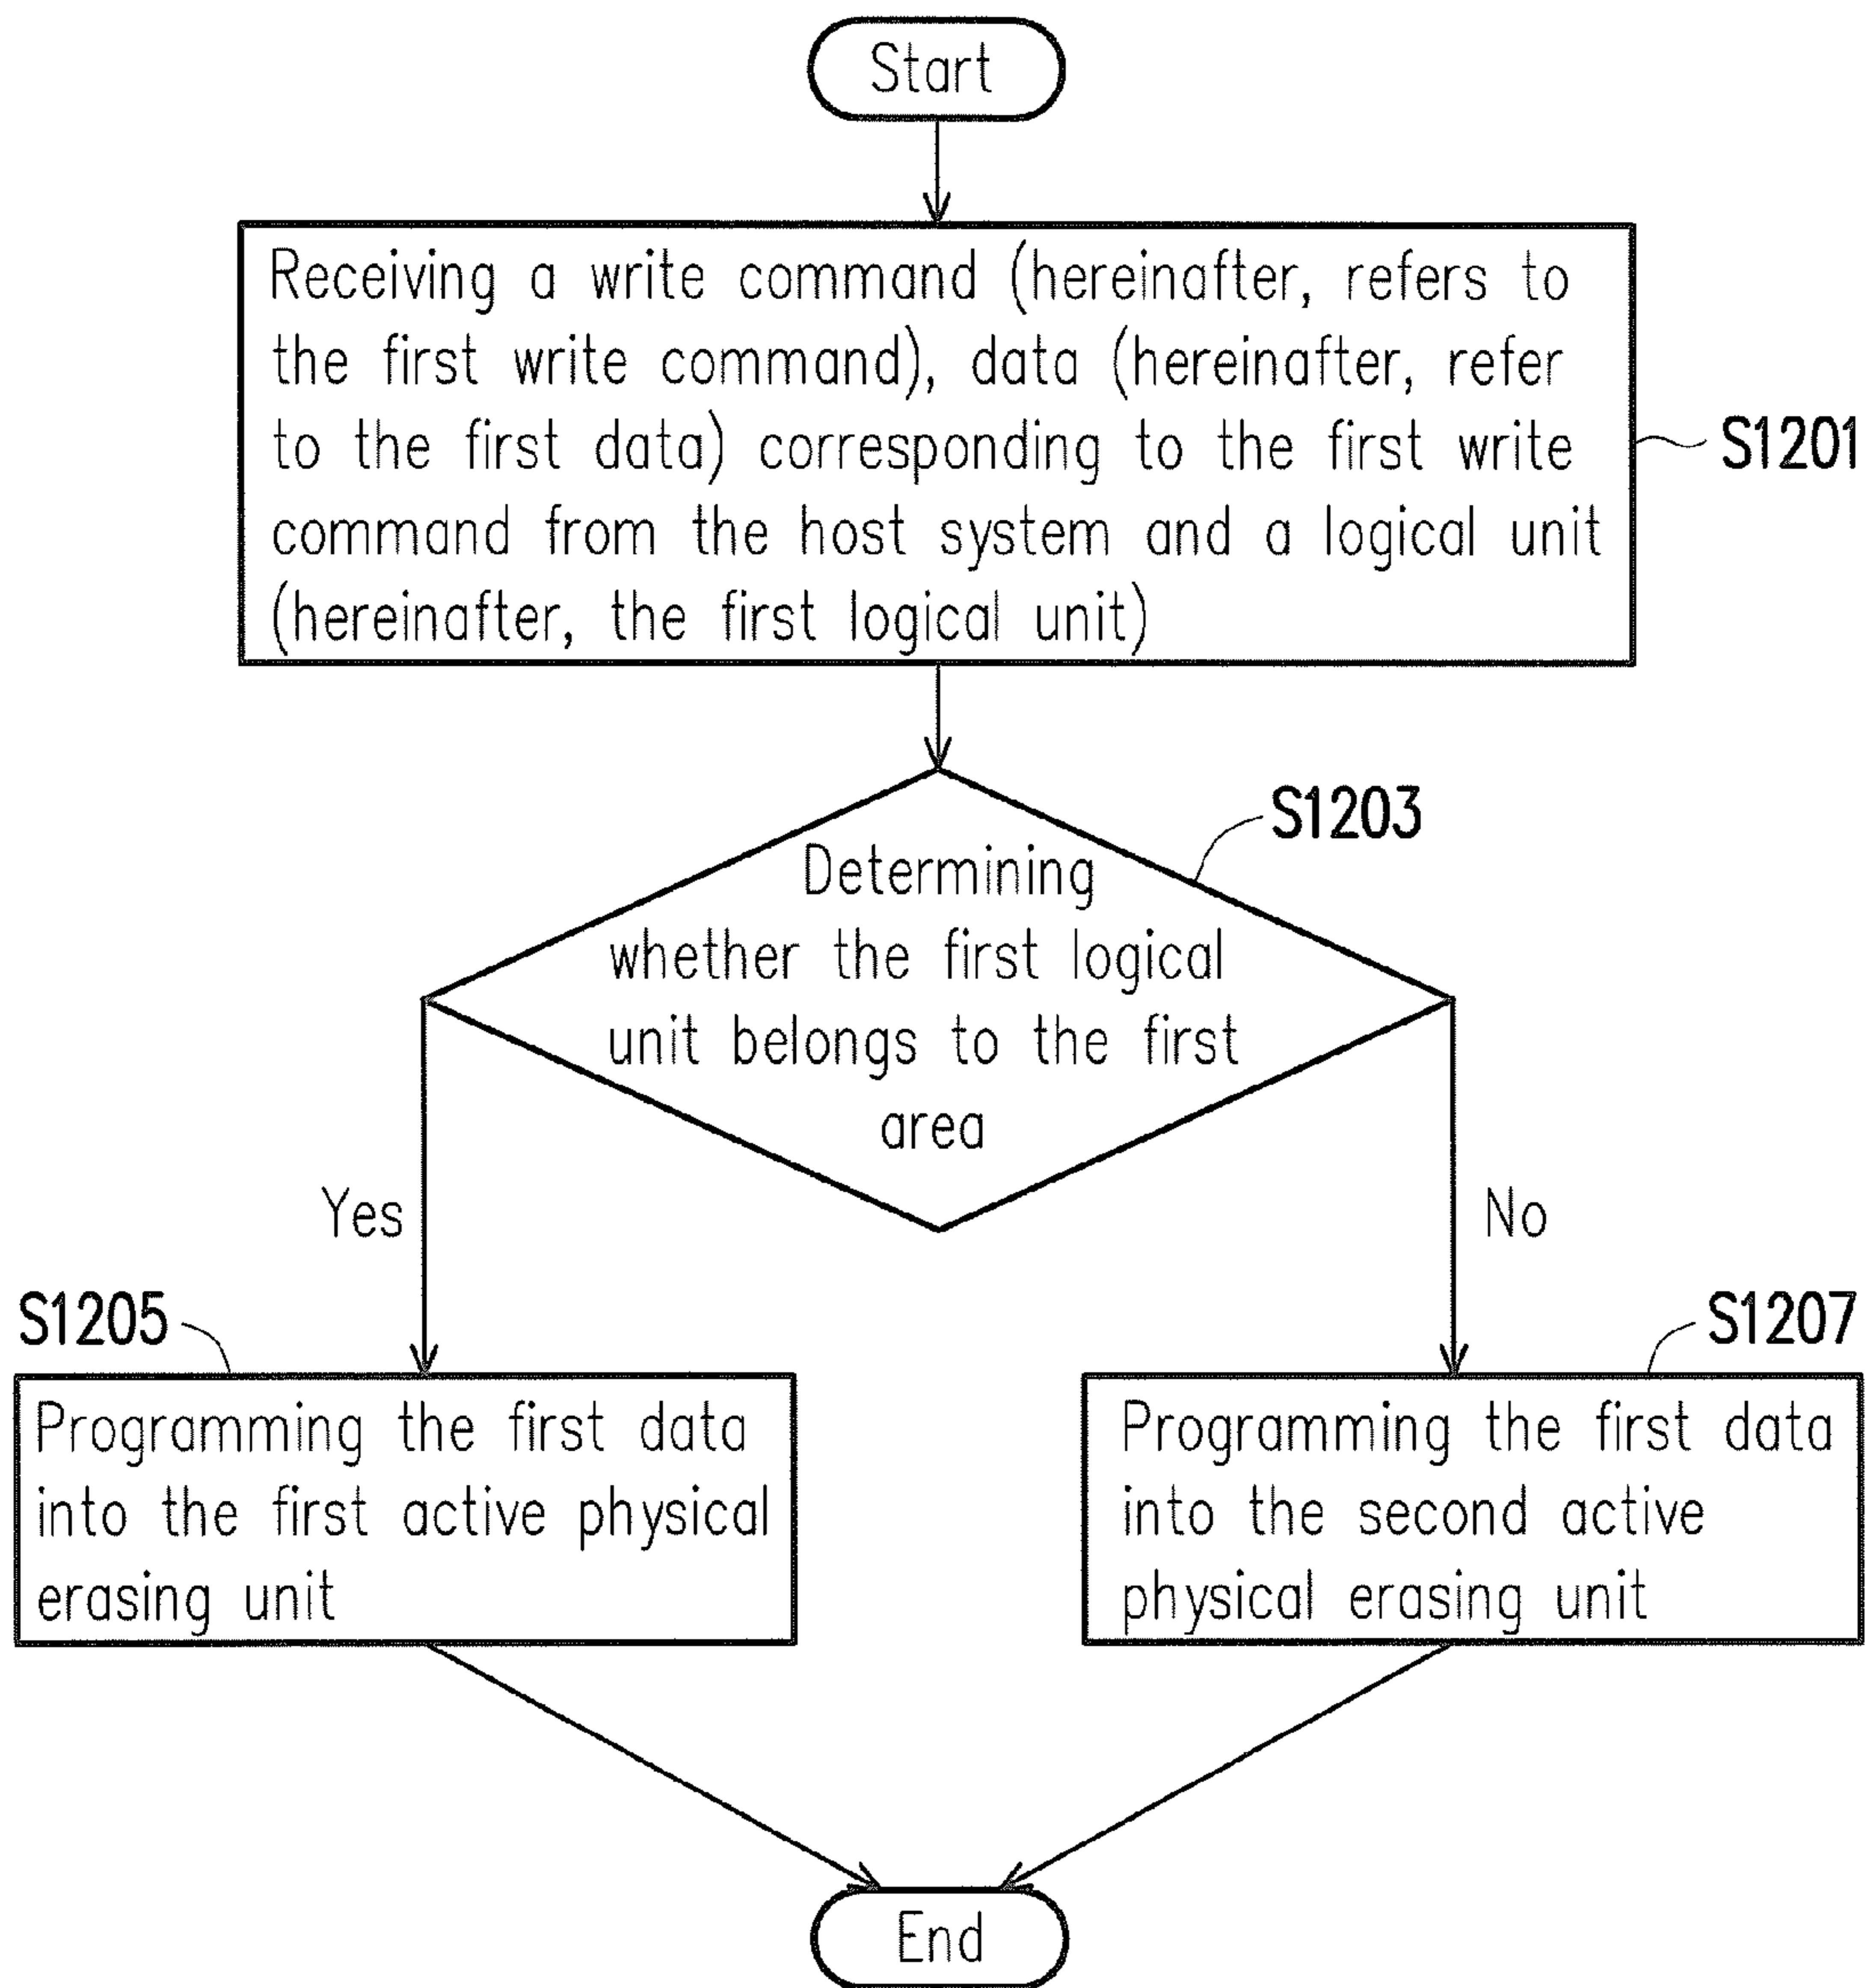 Start
Receiving a write command (hereinafter, refers to
the first write command), data (hereinafter, refer
to the first data) corresponding to the first write
command from the host system and a logical unit
(hereinafter, the first logical unit)
S1201
S1203
Determining
whether the first logical
unit belongs to the first
area
Yes
No
S1205
S1207
Programming the first data
into the first active physical
erasing unit
Programming the first data
into the second active
physical erasing unit
End